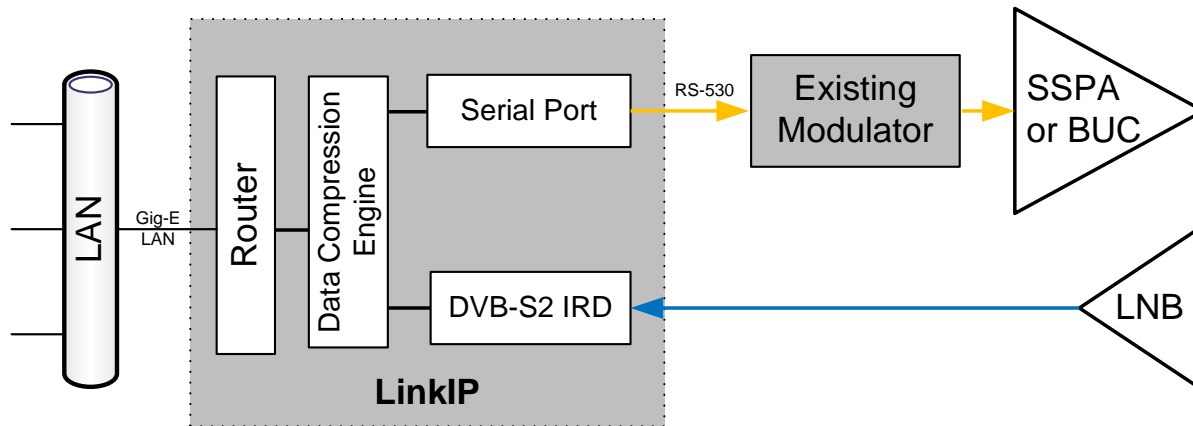 LAN
Gig-E
LAN
Router
Data Compression
Engine
Serial Port
DVB-S2 IRD
LinkIP
RS-530
Existing
Modulator
SSPA
or BUC
LNB